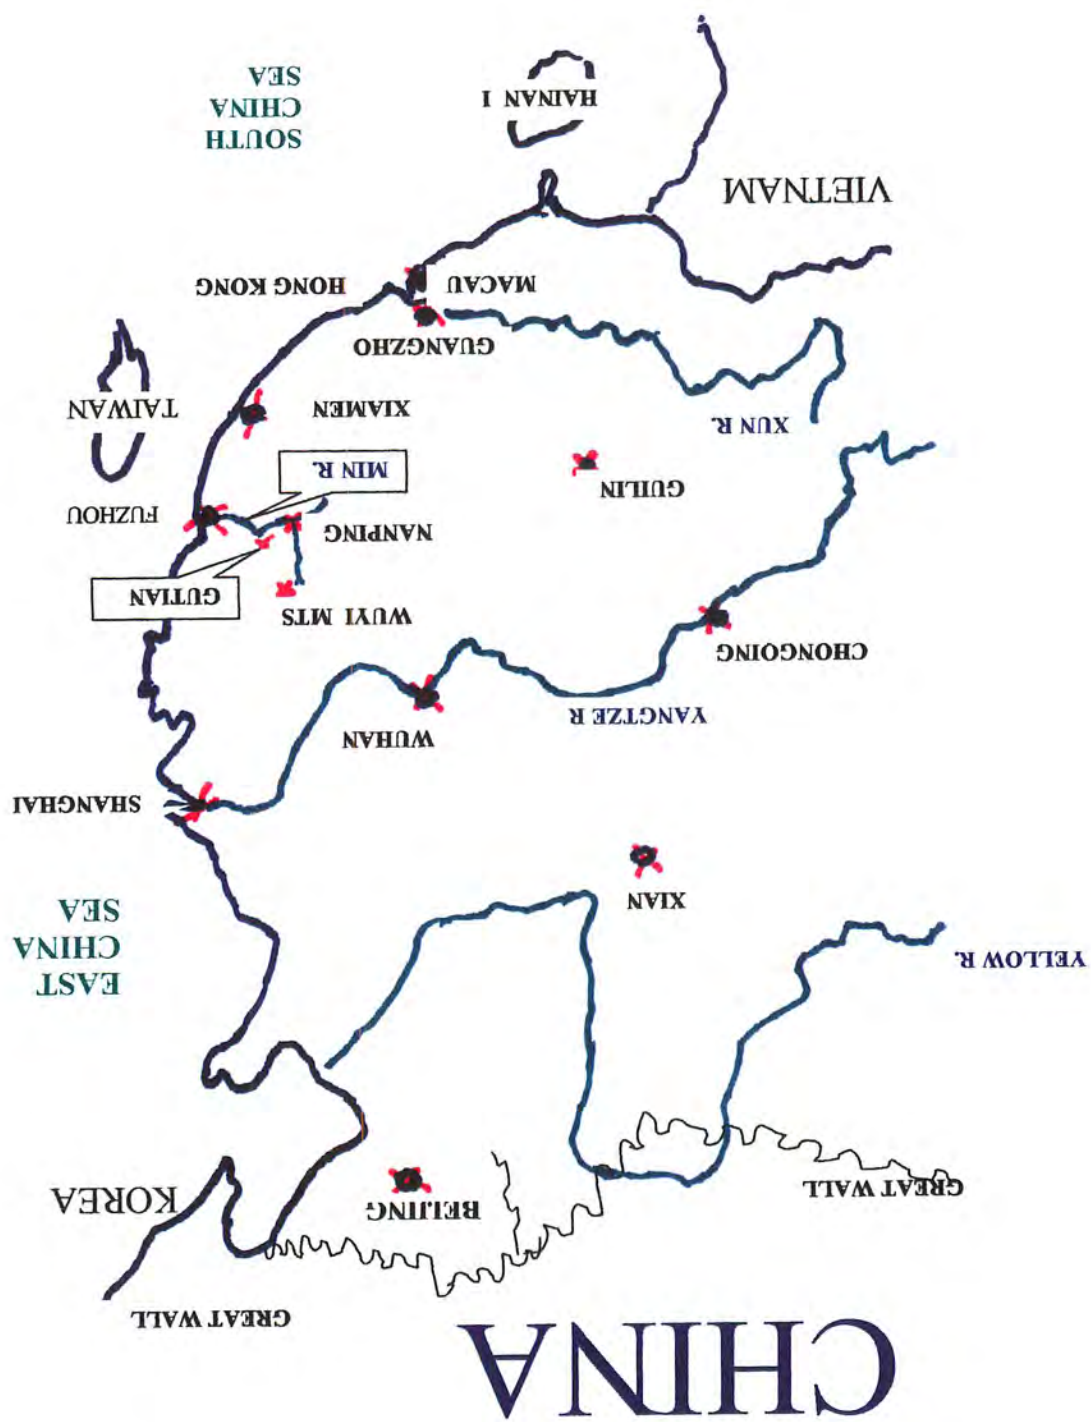 CHINA
GREAT WALL
KOREA
BEIJING
GREAT WALL
YELLOW R.
EAST
CHINA
SEA
XIAN
SHANGHAI
WUHAN
YANGTZE R
CHONGQING
WUYI MTS
GUTIAN
NANPING
FUZHOU
MIN R.
GUILIN
XUN R.
XIAMEN
TAIWAN
GUANGZHO
MACAU
HONG KONG
VIETNAM
SOUTH
CHINA
SEA
HAINAN I